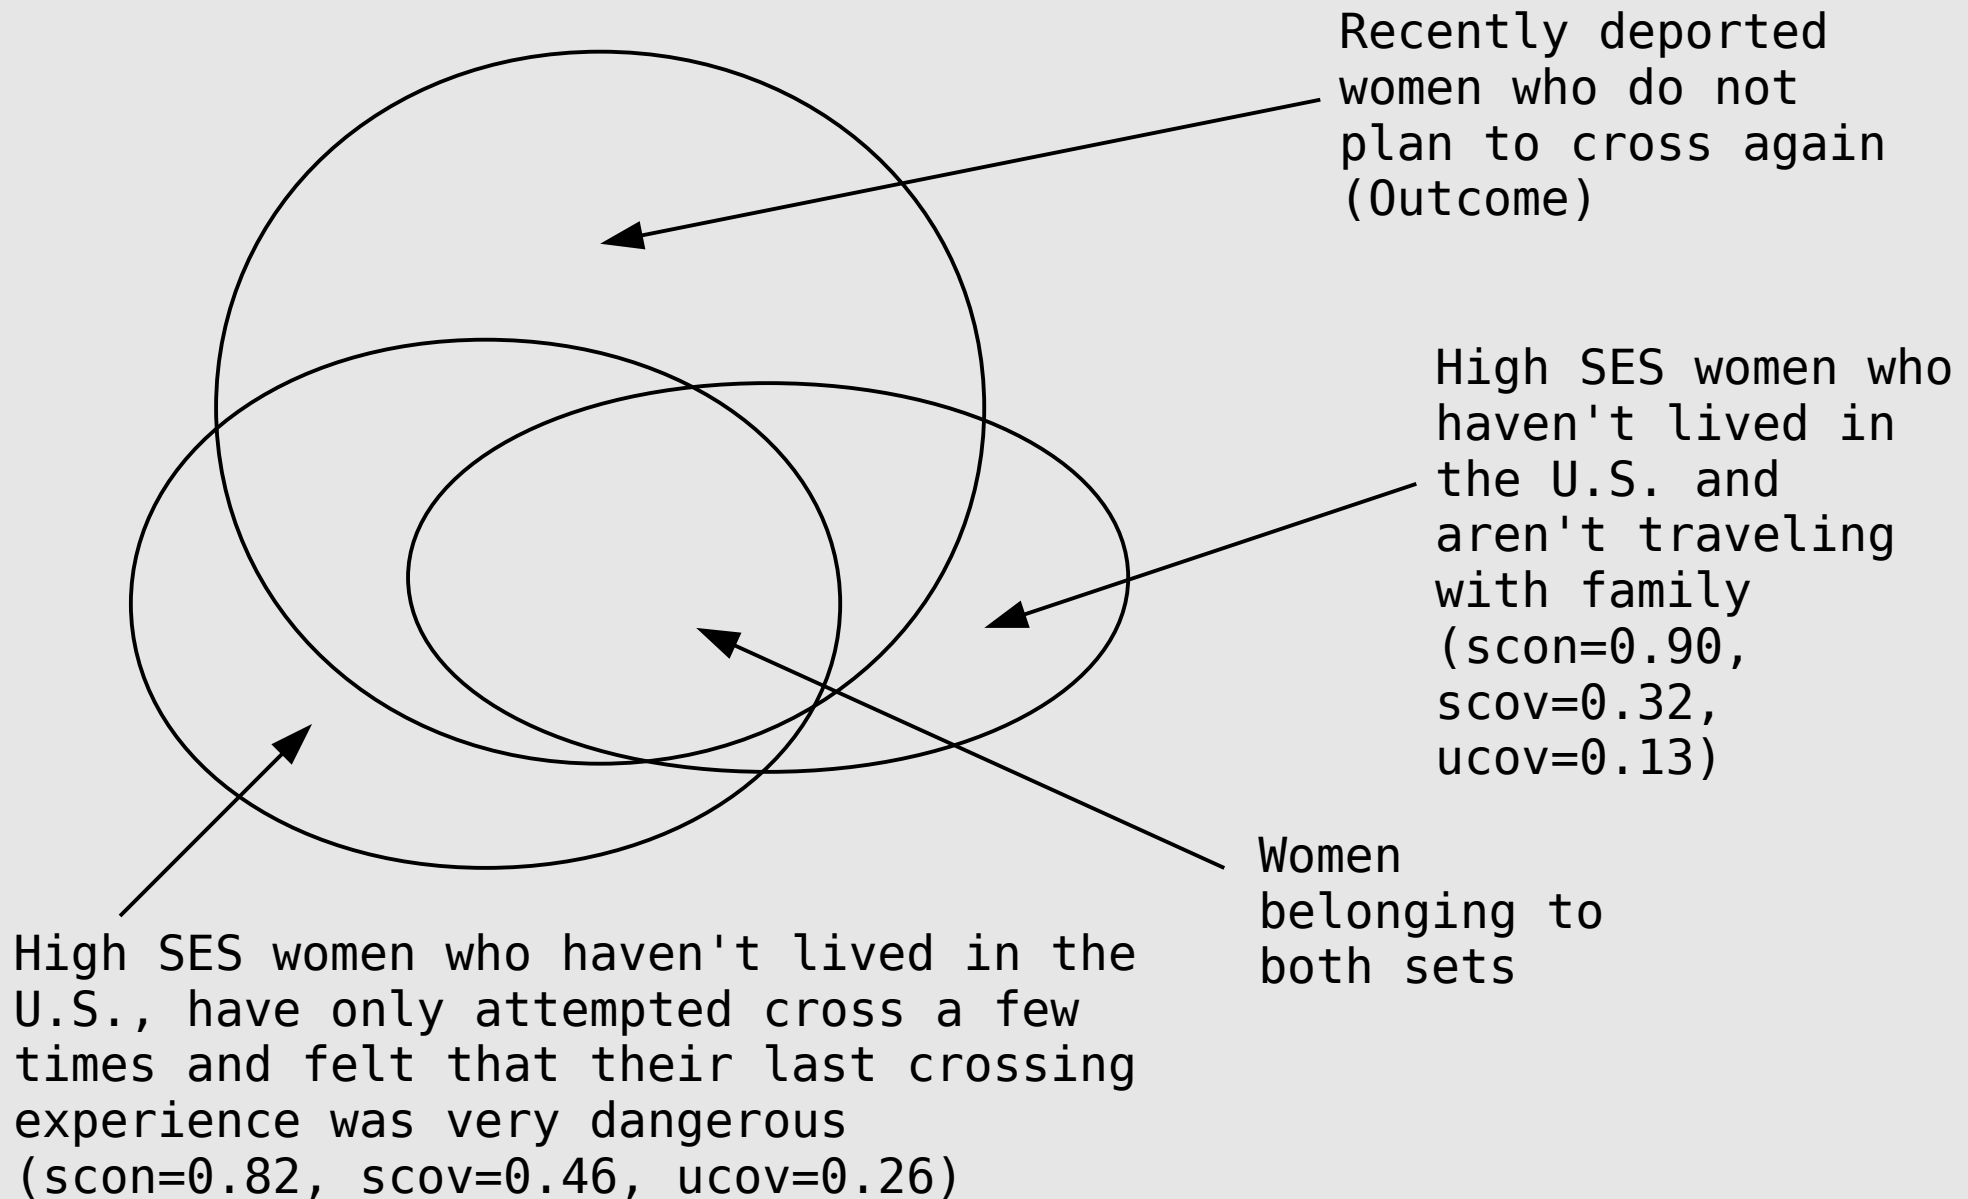 Recently deported
women who do not
plan to cross again
(Outcome)
High SES women who
haven't lived in
the U.S. and
aren't traveling
with family
(scon=0.90,
scov=0.32,
ucov=0.13)
Women
belonging to
both sets
High SES women who haven't lived in the
U.S., have only attempted cross a few
times and felt that their last crossing
experience was very dangerous
(scon=0.82, scov=0.46, ucov=0.26)